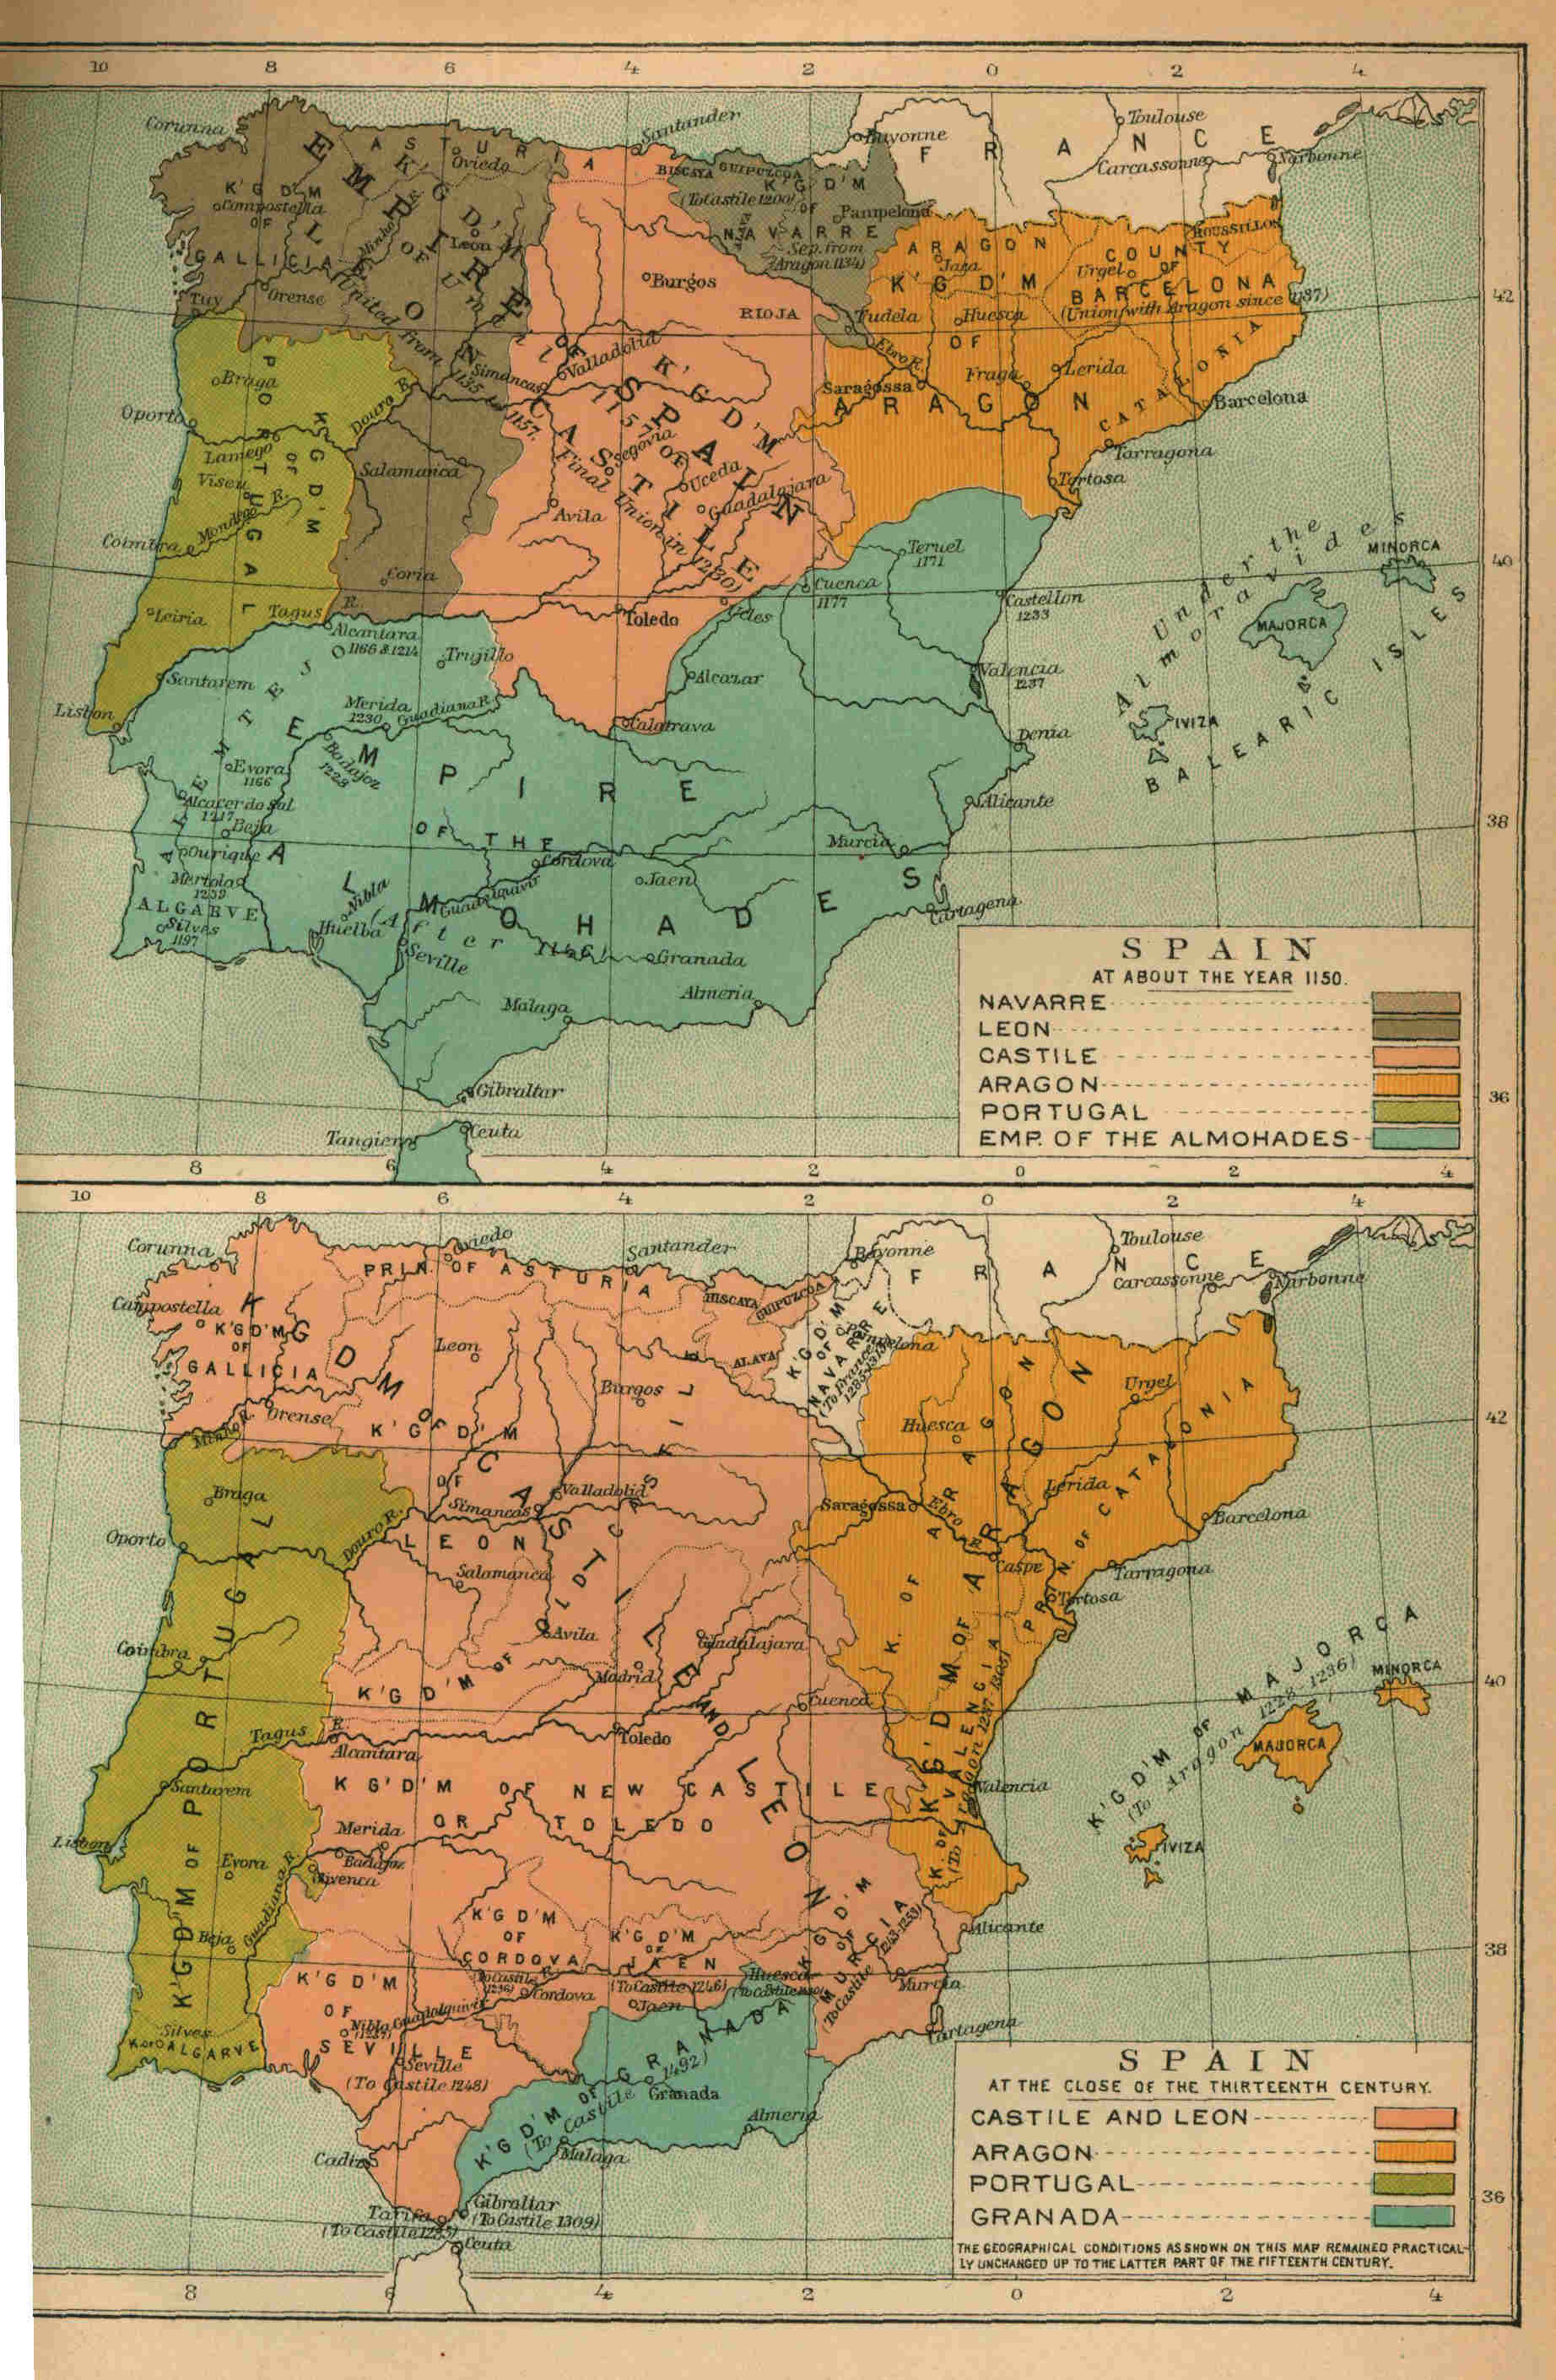 10 8 6 4 2 0 2 4
Corunna
ASTURIA
Oviedo
Santander
Bayonne
Toulouse
FRANCE
Carcassonne
Narbonne
EMPIRE OF SPAIN
K'G D'M
OF
GALLICIA
Compostella
K'G D'M OF LEON
Leon
Minho R.
BISCAYA
GUIPUZCOA
(To Castile 1200)
K'G D'M
OF
NAVARRE
Pampelona
Sep. from
Aragon 1134)
ARAGON
Jaca
COUNTY
OF
BARCELONA
(Union with Aragon since 1137)
ROUSSILLON
Urgel
K'G D'M
OF
ARAGON
Huesca
Tudela
Ebro R.
Burgos
RIOJA
Tuy
Orense
(United from 1135 to 1157.
Until 1157
Final Union in 1230)
Simancas
Valladolid
K'G D'M OF
CASTILE
Saragossa
Fraga
Lerida
CATALONIA
Barcelona
Tarragona
Tortosa
42
Braga
Oporto
Douro R.
K'G D'M
OF
PORTUGAL
Lamego
Viseu
Mondego R.
Coimbra
Salamanca
Segovia
Uceda
Guadalajara
Avila
Coria
Leiria
Tagus R.
Toledo
Ucles
Cuenca
1177
Teruel
1171
Castellon
1233
Under the
Almoravides
MINORCA
MAJORCA
IVIZA
BALEARIC ISLES
40
Alcantara
1166 & 1214
Trujillo
Santarem
Lisbon
Merida
1230
Guadiana R.
Alcazar
Calatrava
Valencia
1237
Denia
Badajoz
1228
Evora
1166
Alcacer do Sal
1217
Beja
Ourique
Mertola
1239
ALGARVE
Silves
1197
EMPIRE
OF THE
ALMOHADES
(After 1146)
Cordova
Jaen
Murcia
Alicante
Cartagena
38
Nibla
Huelba
Guadalquivir
Seville
Granada
Malaga
Almeria
Gibraltar
Tangier
Ceuta
36
SPAIN
AT ABOUT THE YEAR 1150.
NAVARRE
LEON
CASTILE
ARAGON
PORTUGAL
EMP. OF THE ALMOHADES
8 6 4 2 0 2 4
10 8 6 4 2 0 2 4
Corunna
Oviedo
Santander
Bayonne
Toulouse
FRANCE
Carcassonne
Narbonne
PRIN. OF ASTURIA
BISCAYA
GUIPUZCOA
ALAVA
Campostella
K'G D'M
OF
GALLICIA
Leon
Burgos
K'G D'M
OF NAVARRE
Pampelona
(To France
1285-1315)
Huesca
Urgel
Orense
Minho R.
K'G D'M
OF
LEON
K'GDM OF CASTILE AND LEON
K'G D'M OF OLD CASTILE
Valladolid
Simancas
Saragossa
Ebro R.
Lerida
K. OF ARAGON
K'G'D'M OF ARAGON
PRIN. OF CATALONIA
Barcelona
42
Braga
Oporto
Douro R.
Salamanca
Caspe
Tarragona
Tortosa
Avila
Guadalajara
Madrid
Coimbra
Cuenca
Tagus R.
Toledo
Alcantara
K'G'D'M OF NEW CASTILE
OR TOLEDO
K. OF VALENCIA
Valencia
K'G'D'M OF MAJORCA
(To Aragon 1228-1236)
MINORCA
MAJORCA
IVIZA
40
K'G'D'M OF PORTUGAL
Santarem
Lisbon
Merida
Badajoz
Olivenca
Evora
Guadiana R.
Beja
K'G D'M
OF
CORDOVA
(To Castile
1236)
Cordova
K'G D'M
OF
JAEN
(To Castile 1246)
Jaen
Huescar
K'G D'M
OF
MURCIA
(To Castile 1243-1253)
Murcia
Alicante
Cartagena
38
Silves
K. OF ALGARVE
K'G D'M
OF
SEVILLE
Nibla
(1257)
Guadalquivir
Seville
(To Castile 1248)
K'G D'M OF GRANADA
(To Castile 1492)
Granada
Almeria
Malaga
Cadiz
Tarifa
Gibraltar
(To Castile 1309)
Ceuta
36
SPAIN
AT THE CLOSE OF THE THIRTEENTH CENTURY.
CASTILE AND LEON
ARAGON
PORTUGAL
GRANADA
THE GEOGRAPHICAL CONDITIONS AS SHOWN ON THIS MAP REMAINED PRACTICAL-
LY UNCHANGED UP TO THE LATTER PART OF THE FIFTEENTH CENTURY.
8 6 4 2 0 2 4